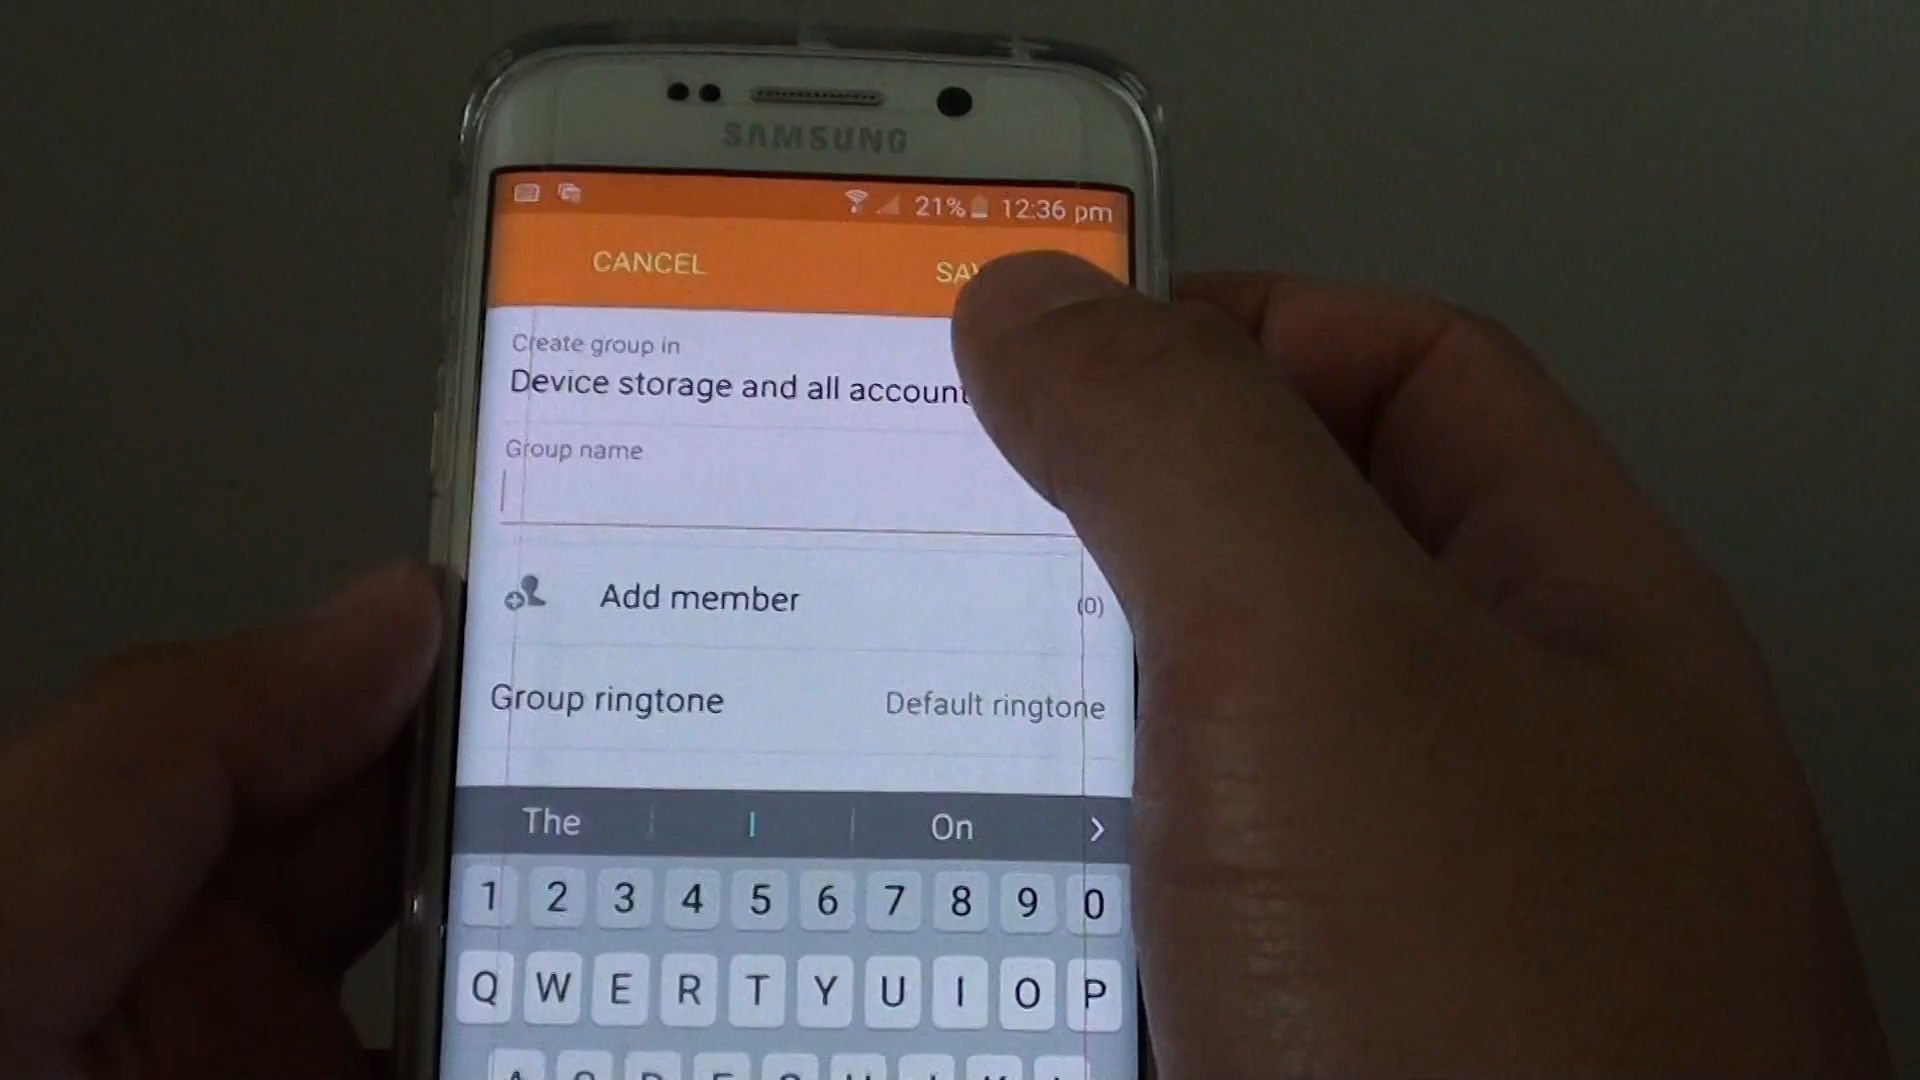 SAMSUNG
21% 12:36 pm
CANCEL SAV
Create group in
Device storage and all account
Group name
Add member (0)
Group ringtone Default ringtone
The I On
1 2 3 4 5 6 7 8 9 0
Q W E R T Y U I O P